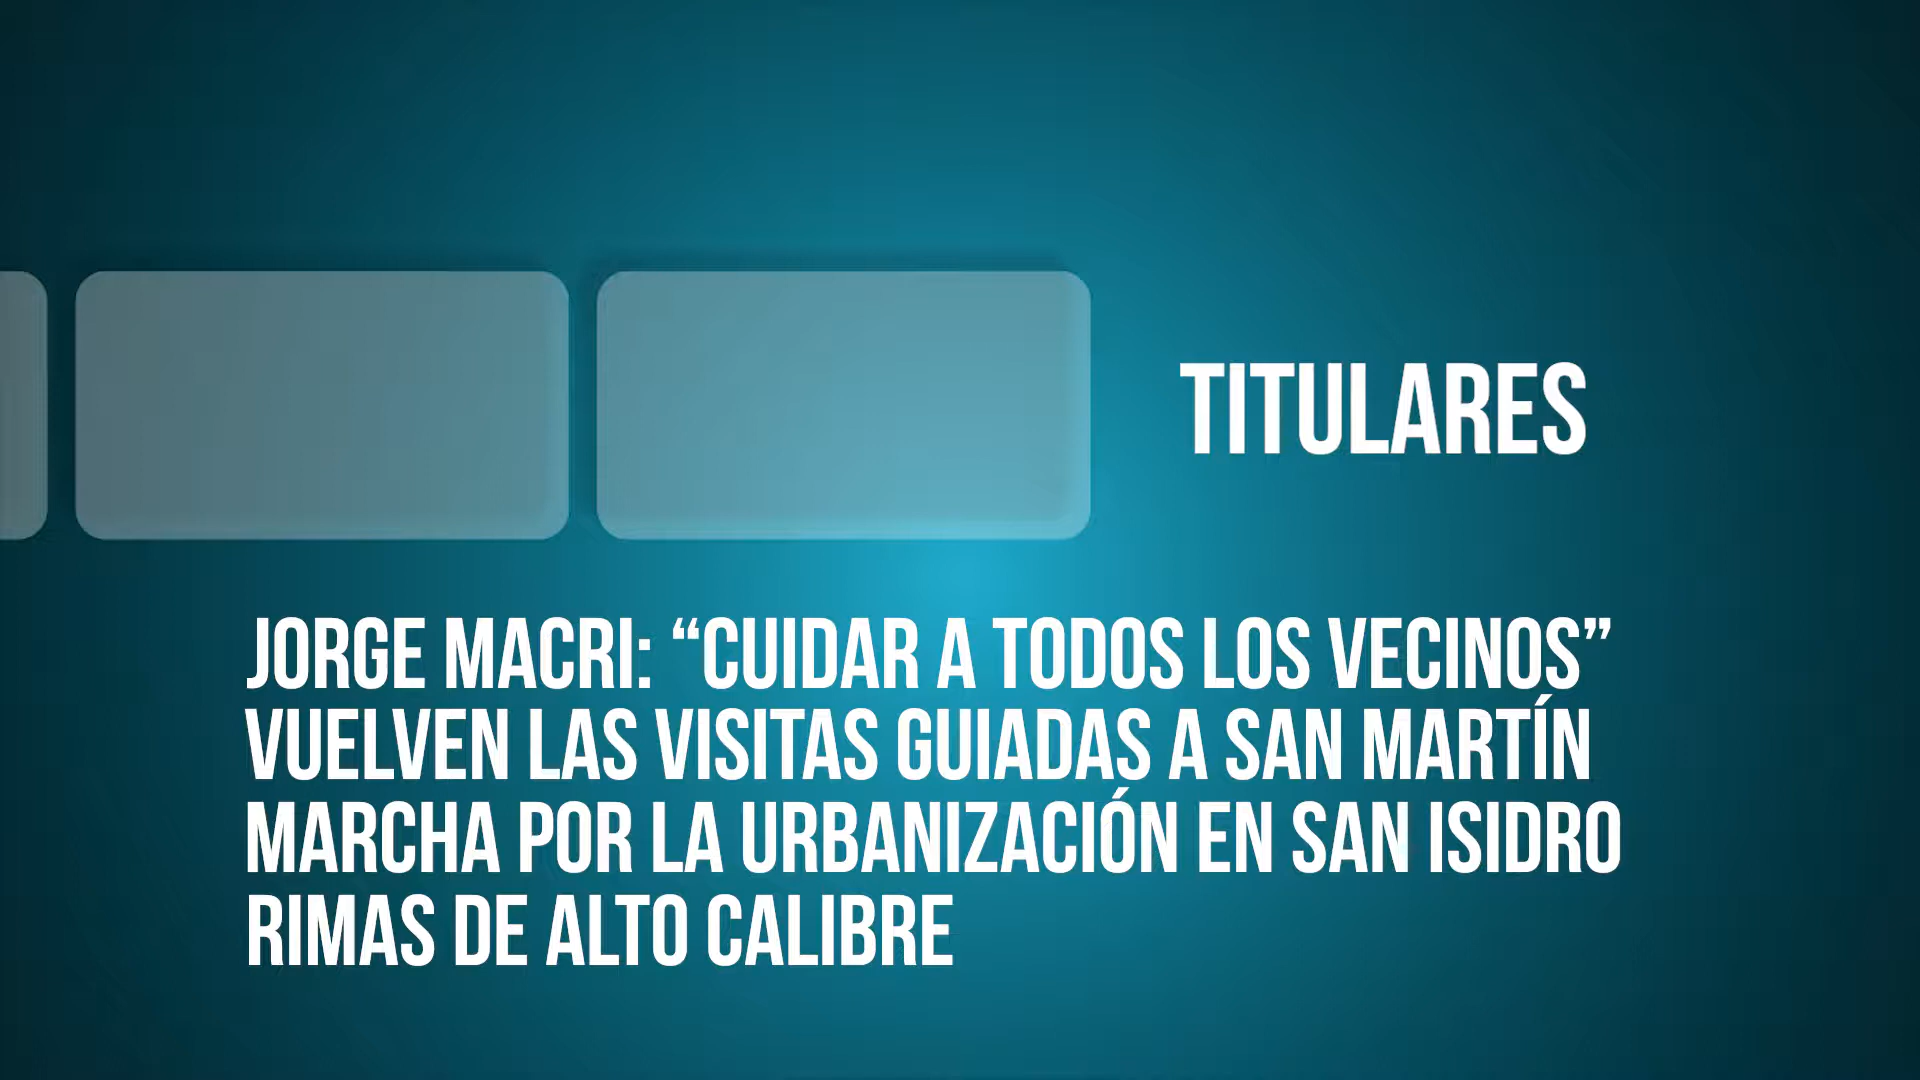 TITULARES
JORGE MACRI: “CUIDAR A TODOS LOS VECINOS”
VUELVEN LAS VISITAS GUIADAS A SAN MARTÍN
MARCHA POR LA URBANIZACIÓN EN SAN ISIDRO
RIMAS DE ALTO CALIBRE